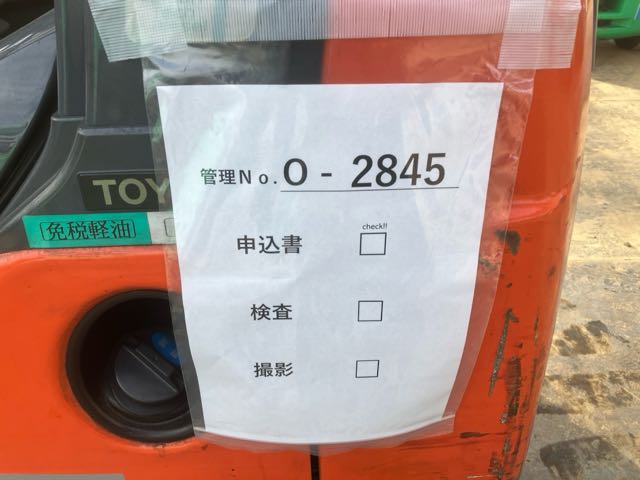 管理No. O - 2845
check!!
申込書 □
検査 □
撮影 □
TOY
免税軽油